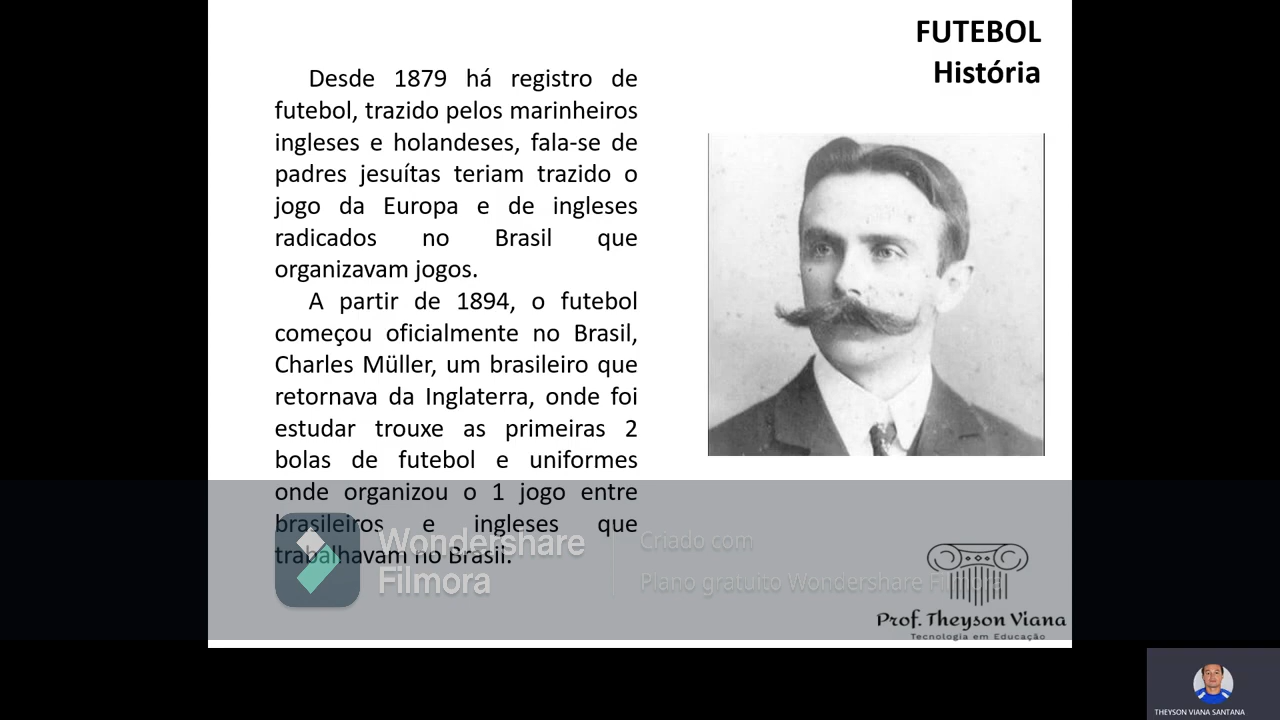 FUTEBOL
História
Desde 1879 há registro de
futebol, trazido pelos marinheiros
ingleses e holandeses, fala-se de
padres jesuítas teriam trazido o
jogo da Europa e de ingleses
radicados no Brasil que
organizavam jogos.
A partir de 1894, o futebol
começou oficialmente no Brasil,
Charles Müller, um brasileiro que
retornava da Inglaterra, onde foi
estudar trouxe as primeiras 2
bolas de futebol e uniformes
onde organizou o 1 jogo entre
brasileiros e ingleses que
trabalhavam no Brasil.
Wondershare
Filmora
Criado com
Plano gratuito Wondershare Filmora
Prof. Theyson Viana
Tecnologia em Educação
THEYSON VIANA SANTANA